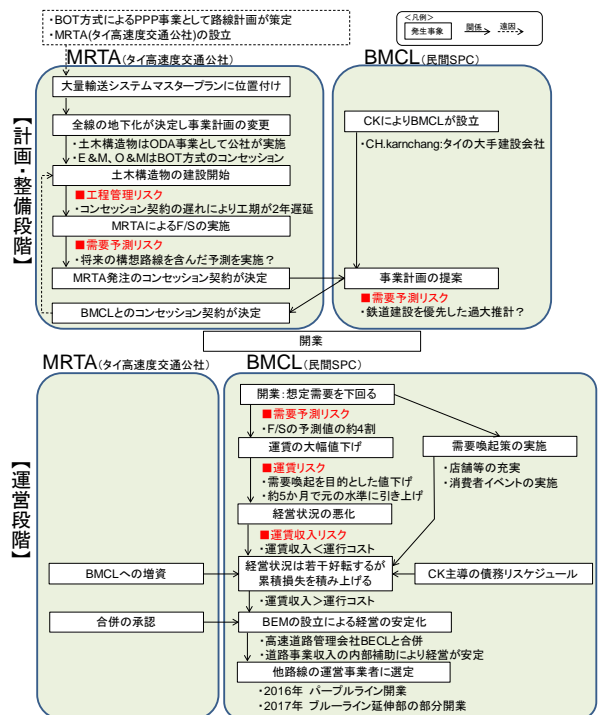 ・BOT方式によるPPP事業として路線計画が策定
・MRTA(タイ高速度交通公社)の設立
<凡例>
発生事象
関係
遠因
【計画・整備段階】
MRTA(タイ高速度交通公社)
大量輸送システムマスタープランに位置付け
全線の地下化が決定し事業計画の変更
・土木構造物はODA事業として公社が実施
・E&M、O&MはBOT方式のコンセッション
土木構造物の建設開始
■工程管理リスク
・コンセッション契約の遅れにより工期が2年遅延
MRTAによるF/Sの実施
■需要予測リスク
・将来の構想路線を含んだ予測を実施?
MRTA発注のコンセッション契約が決定
BMCLとのコンセッション契約が決定
BMCL(民間SPC)
CKによりBMCLが設立
・CH.karnchang:タイの大手建設会社
事業計画の提案
■需要予測リスク
・鉄道建設を優先した過大推計?
開業
【運営段階】
MRTA(タイ高速度交通公社)
BMCLへの増資
合併の承認
BMCL(民間SPC)
開業:想定需要を下回る
■需要予測リスク
・F/Sの予測値の約4割
運賃の大幅値下げ
■運賃リスク
・需要喚起を目的とした値下げ
・約5か月で元の水準に引き上げ
需要喚起策の実施
・店舗等の充実
・消費者イベントの実施
経営状況の悪化
■運賃収入リスク
・運賃収入<運行コスト
経営状況は若干好転するが
累積損失を積み上げる
CK主導の債務リスケジュール
・運賃収入>運行コスト
BEMの設立による経営の安定化
・高速道路管理会社BECLと合併
・道路事業収入の内部補助により経営が安定
他路線の運営事業者に選定
・2016年 パープルライン開業
・2017年 ブルーライン延伸部の部分開業